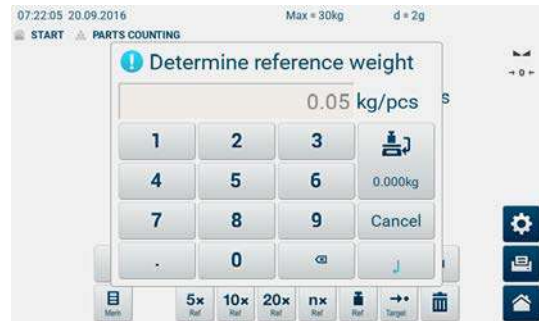 07:22:05 20.09.2016 Max = 30kg d = 2g
START PARTS COUNTING
Determine reference weight
0.05 kg/pcs s
→ 0 ←
1 2 3
4 5 6 0.000kg
7 8 9 Cancel
. 0
5x 10x 20x nx
Mem Ref Ref Ref Ref Ref Target